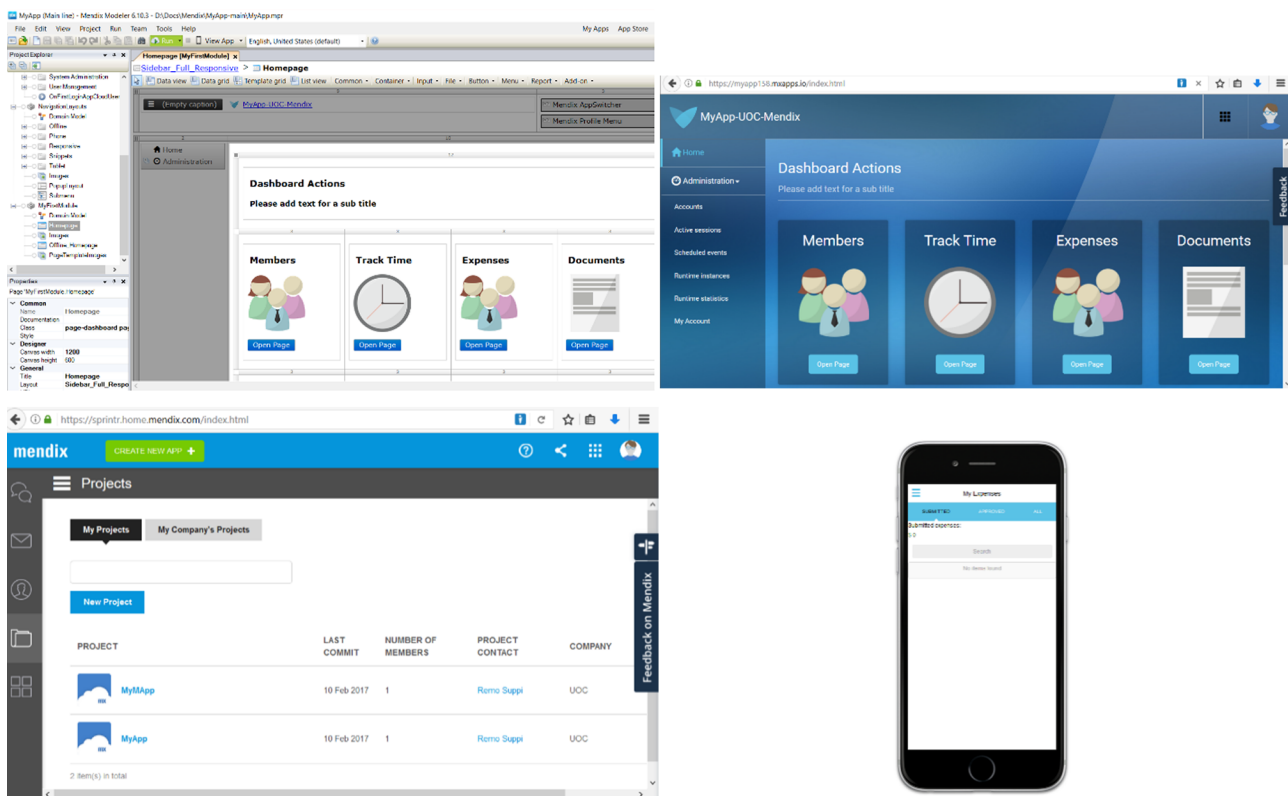 MyApp (Main line) - Mendix Modeler 6.10.3 - D:\Docs\Mendix\MyApp-main\MyApp.mpr
File Edit View Project Run Team Tools Help My Apps App Store
Run View App English, United States (default)
Project Explorer
System Administration
User Management
OnFirstLoginAppCloudUser
NavigationLayouts
Domain Model
Offline
Phone
Responsive
Snippets
Tablet
Images
PopupLayout
Submenu
MyFirstModule
Domain Model
Homepage
Images
Offline_Homepage
PageTemplateImages
Properties
Page 'MyFirstModule.Homepage'
Common
Name Homepage
Documentation
Class page-dashboard pag
Style
Designer
Canvas width 1200
Canvas height 600
General
Title Homepage
Layout Sidebar_Full_Respo
Homepage [MyFirstModule] x
Sidebar_Full_Responsive > Homepage
Data view Data grid Template grid List view Common Container Input File Button Menu Report Add-on
(Empty caption) MyApp-UOC-Mendix Mendix AppSwitcher
Mendix Profile Menu
Home
Administration
Dashboard Actions
Please add text for a sub title
Members Track Time Expenses Documents
Open Page Open Page Open Page Open Page
https://myapp158.mxapps.io/index.html
MyApp-UOC-Mendix
Home
Administration
Accounts
Active sessions
Scheduled events
Runtime instances
Runtime statistics
My Account
Dashboard Actions
Please add text for a sub title
Members Track Time Expenses Documents
Open Page Open Page Open Page Open Page
Feedback
https://sprintr.home.mendix.com/index.html
mendix CREATE NEW APP +
Projects
My Projects My Company's Projects
New Project
PROJECT LAST COMMIT NUMBER OF MEMBERS PROJECT CONTACT COMPANY
MyMApp 10 Feb 2017 1 Remo Suppi UOC
MyApp 10 Feb 2017 1 Remo Suppi UOC
2 item(s) in total
Feedback on Mendix
My Expenses
SUBMITTED APPROVED ALL
Submitted expenses:
Search
No items found